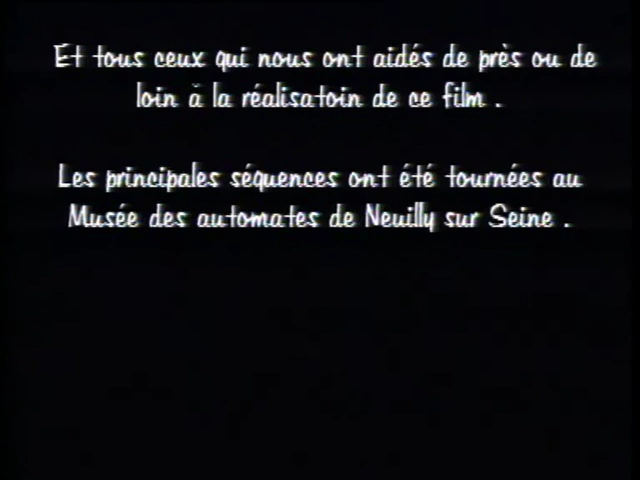 Et tous ceux qui nous ont aidés de près ou de
loin à la réalisatoin de ce film .
Les principales séquences ont été tournées au
Musée des automates de Neuilly sur Seine .